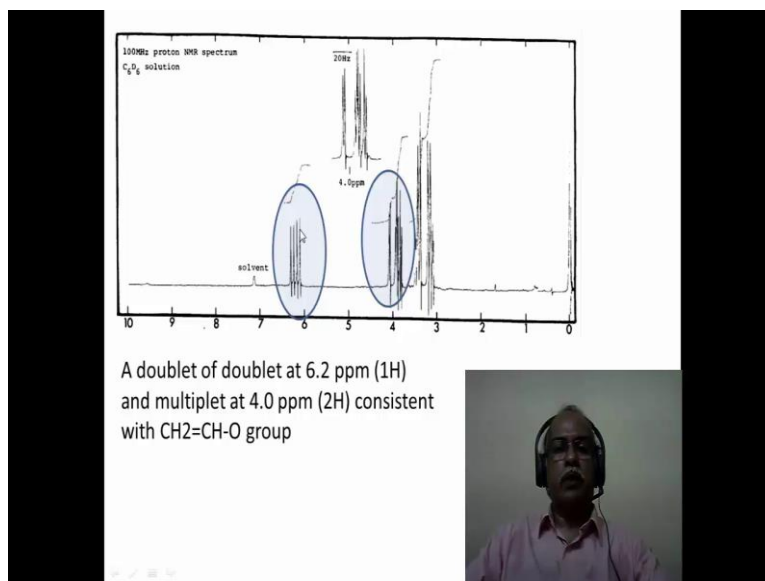 100MHz proton NMR spectrum
C6D6 solution
20Hz
4.0ppm
solvent
10 9 8 7 6 5 4 3 2 1 0
A doublet of doublet at 6.2 ppm (1H)
and multiplet at 4.0 ppm (2H) consistent
with CH2=CH-O group